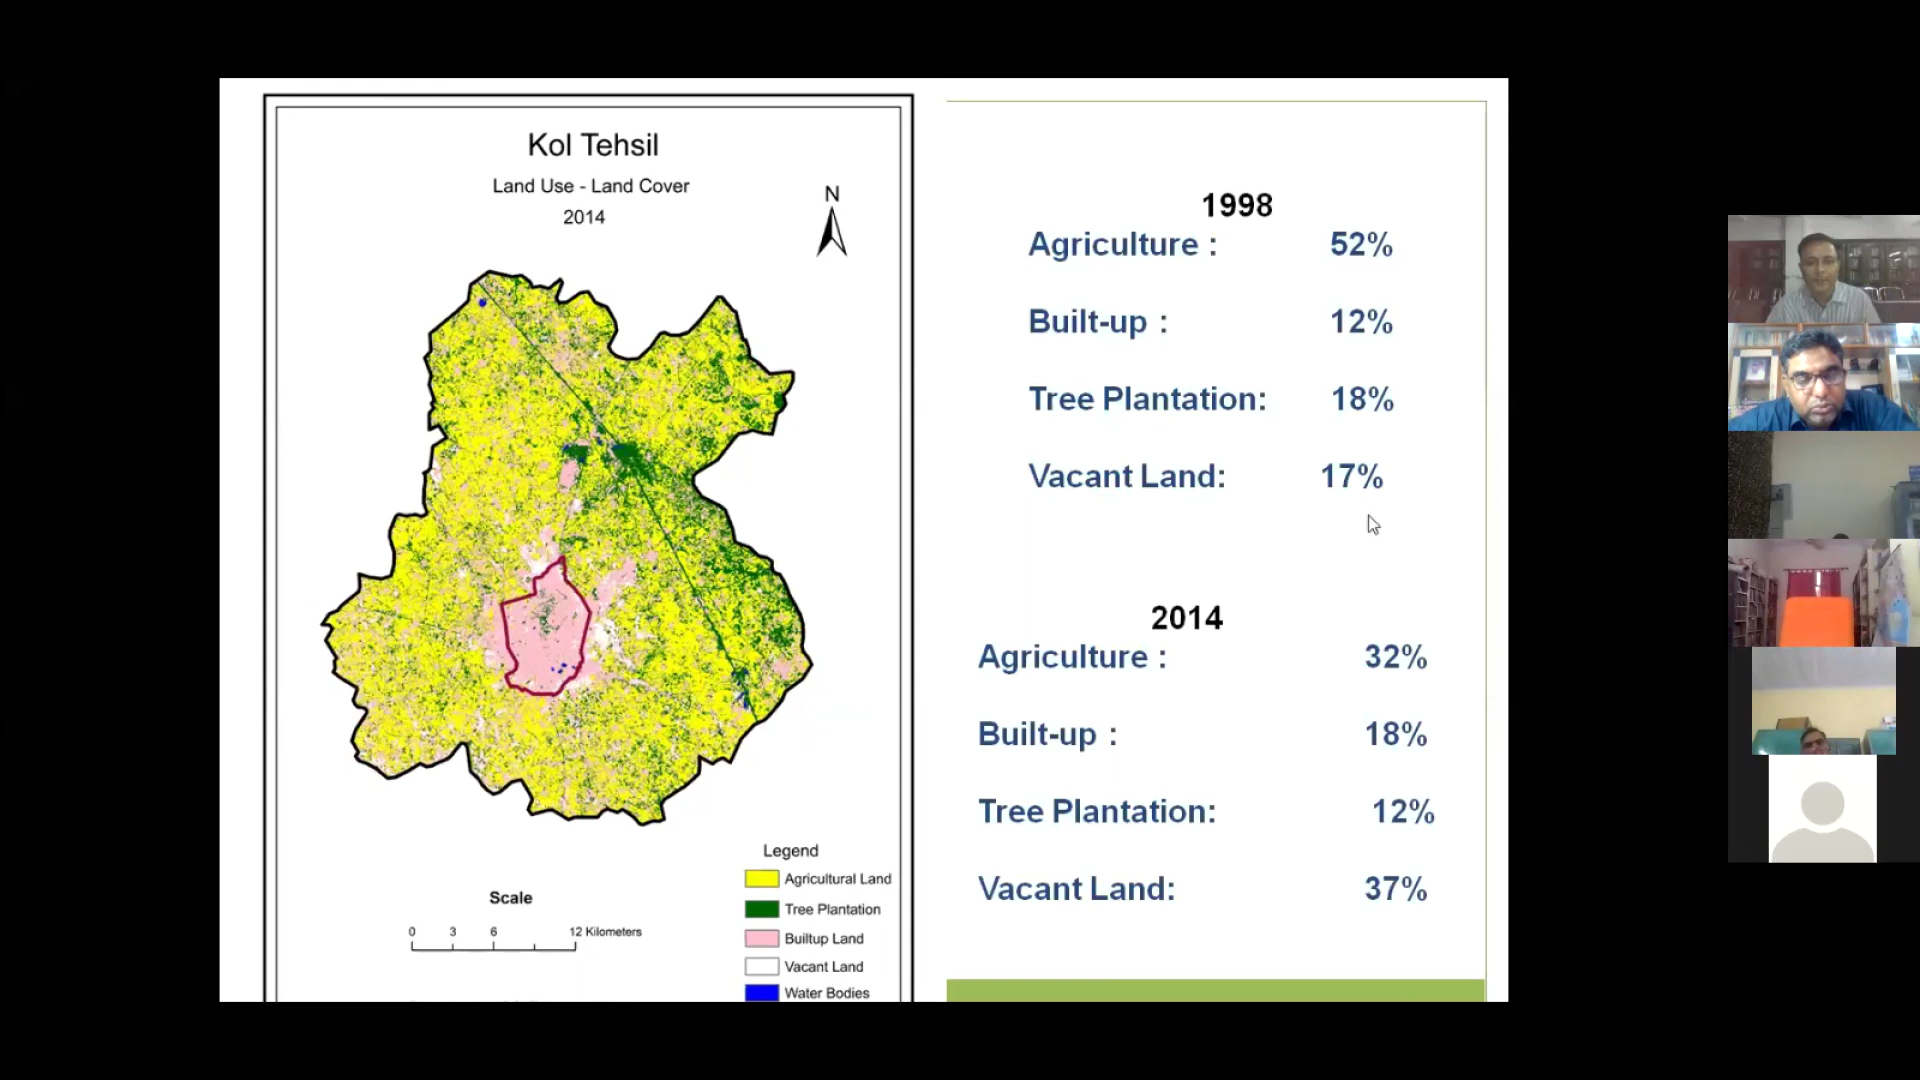 Kol Tehsil
Land Use - Land Cover
2014
N
Scale
0 3 6 12 Kilometers
Legend
Agricultural Land
Tree Plantation
Builtup Land
Vacant Land
Water Bodies
1998
Agriculture : 52%
Built-up : 12%
Tree Plantation: 18%
Vacant Land: 17%
2014
Agriculture : 32%
Built-up : 18%
Tree Plantation: 12%
Vacant Land: 37%